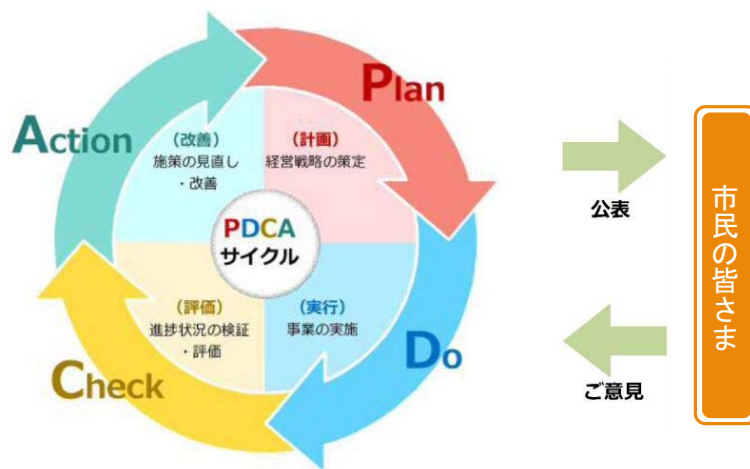 Plan
(計画)
経営戦略の策定
Do
(実行)
事業の実施
Check
(評価)
進捗状況の検証
・評価
Action
(改善)
施策の見直し
・改善
PDCA
サイクル
公表
ご意見
市民の皆さま